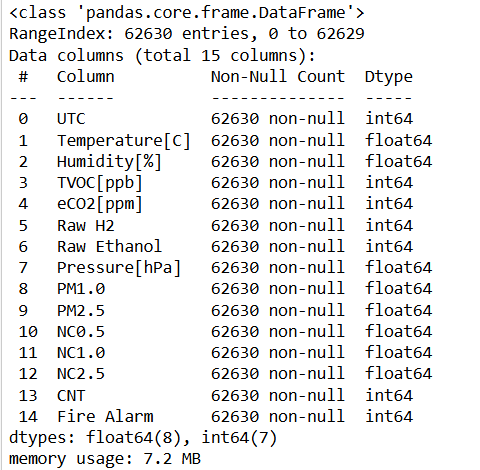 <class 'pandas.core.frame.DataFrame'>
RangeIndex: 62630 entries, 0 to 62629
Data columns (total 15 columns):
 #   Column          Non-Null Count  Dtype
---  ------          --------------  -----
 0   UTC             62630 non-null  int64
 1   Temperature[C]  62630 non-null  float64
 2   Humidity[%]     62630 non-null  float64
 3   TVOC[ppb]       62630 non-null  int64
 4   eCO2[ppm]       62630 non-null  int64
 5   Raw H2          62630 non-null  int64
 6   Raw Ethanol     62630 non-null  int64
 7   Pressure[hPa]   62630 non-null  float64
 8   PM1.0           62630 non-null  float64
 9   PM2.5           62630 non-null  float64
 10  NC0.5           62630 non-null  float64
 11  NC1.0           62630 non-null  float64
 12  NC2.5           62630 non-null  float64
 13  CNT             62630 non-null  int64
 14  Fire Alarm      62630 non-null  int64
dtypes: float64(8), int64(7)
memory usage: 7.2 MB